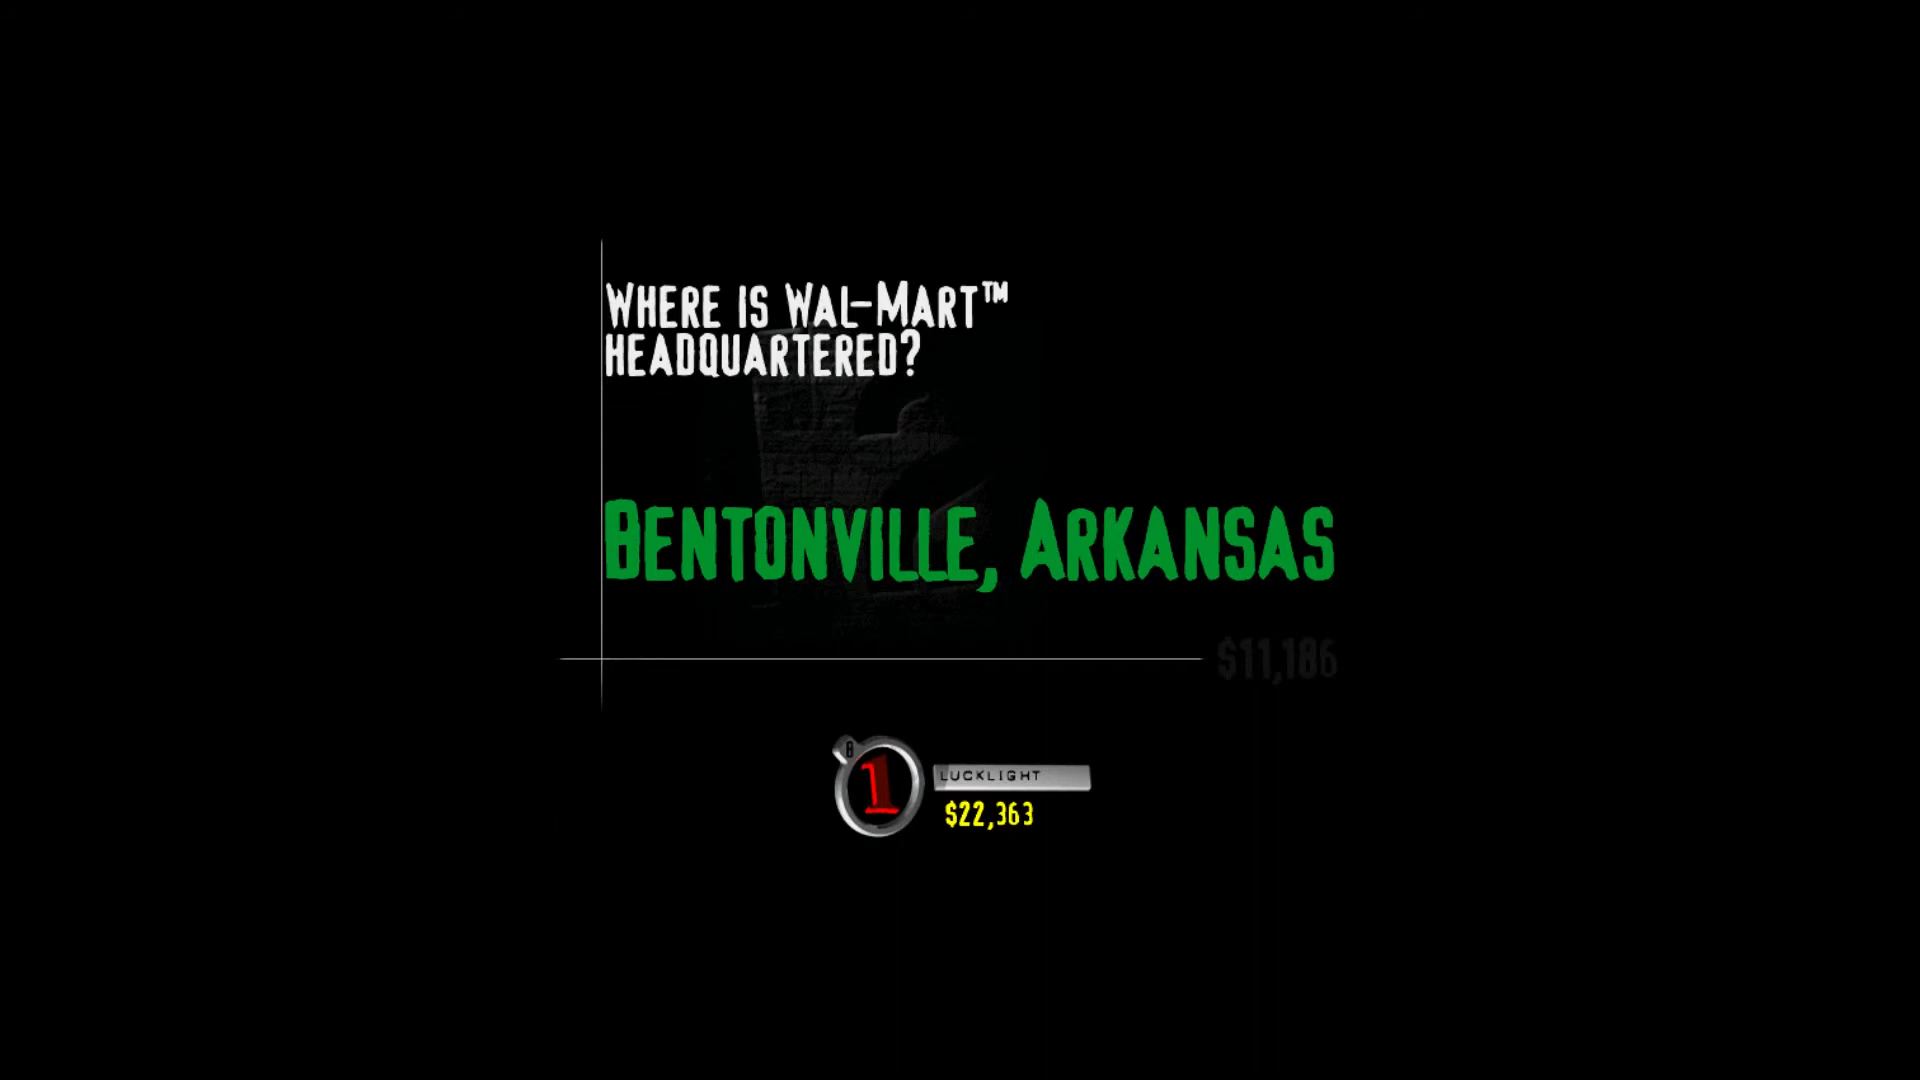 Where is Wal-Mart™
headquartered?
Bentonville, Arkansas
$11,186
B
1
LUCKLIGHT
$22,363